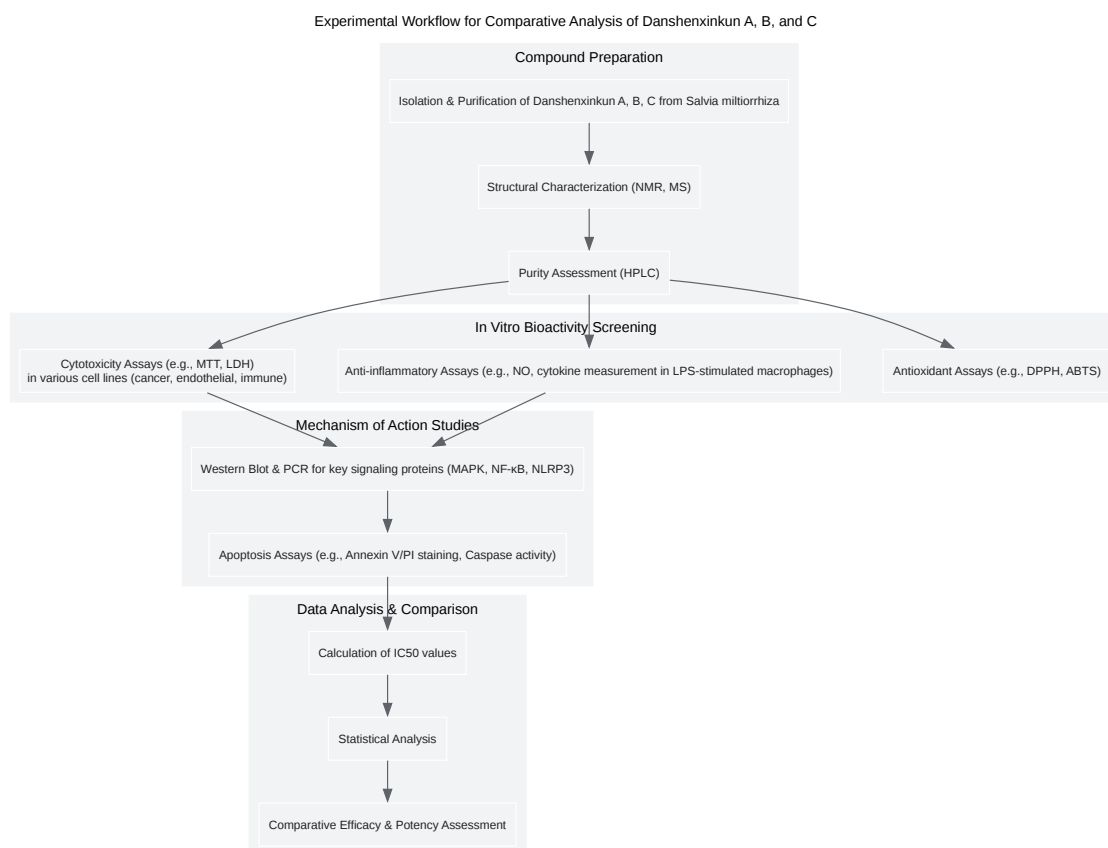 Experimental Workflow for Comparative Analysis of Danshenxinkun A, B, and C
Compound Preparation
Isolation & Purification of Danshenxinkun A, B, C from Salvia miltiorrhiza
Structural Characterization (NMR, MS)
Purity Assessment (HPLC)
In Vitro Bioactivity Screening
Cytotoxicity Assays (e.g., MTT, LDH)
in various cell lines (cancer, endothelial, immune)
Anti-inflammatory Assays (e.g., NO, cytokine measurement in LPS-stimulated macrophages)
Antioxidant Assays (e.g., DPPH, ABTS)
Mechanism of Action Studies
Western Blot & PCR for key signaling proteins (MAPK, NF-κB, NLRP3)
Apoptosis Assays (e.g., Annexin V/PI staining, Caspase activity)
Data Analysis & Comparison
Calculation of IC50 values
Statistical Analysis
Comparative Efficacy & Potency Assessment